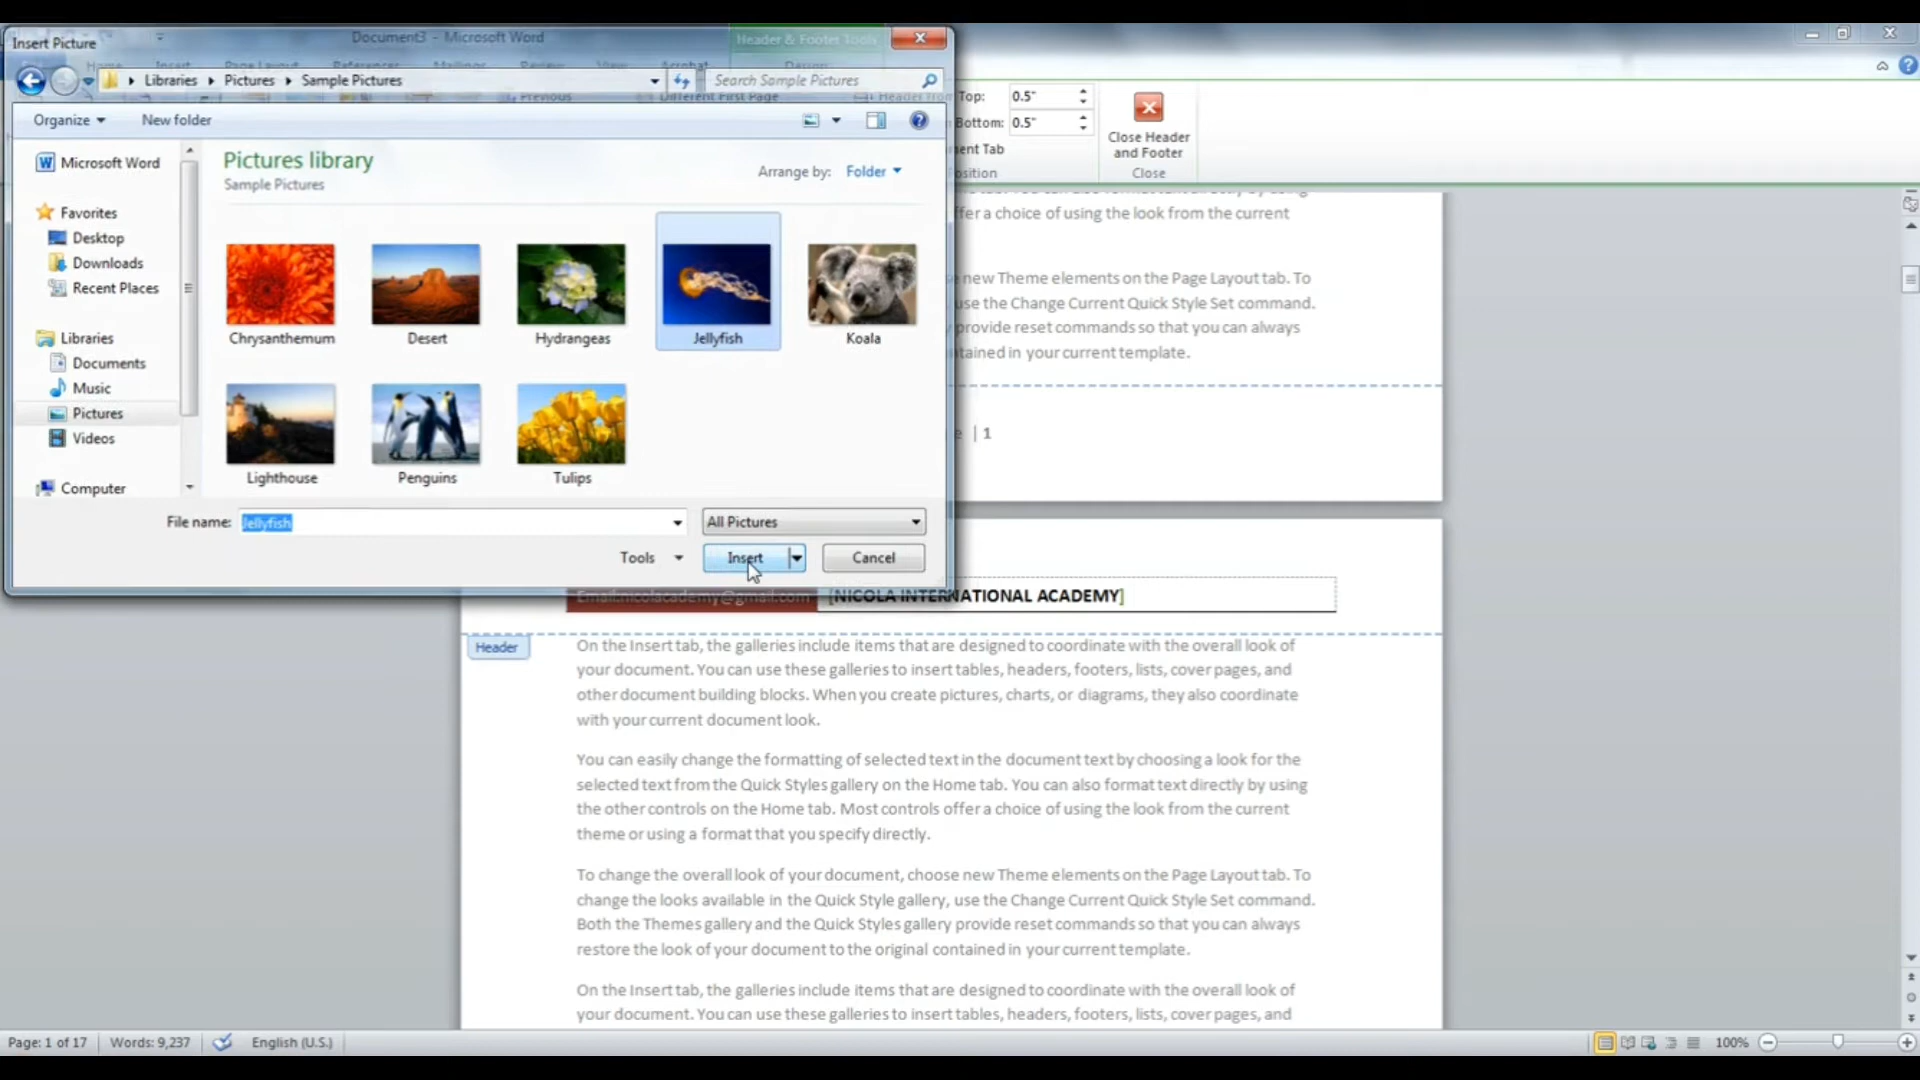 Insert Picture
Document3 - Microsoft Word
Header & Footer Tools
Libraries
Pictures
Sample Pictures
Search Sample Pictures
Organize
New folder
Microsoft Word
Favorites
Desktop
Downloads
Recent Places
Libraries
Documents
Music
Pictures
Videos
Computer
Pictures library
Sample Pictures
Arrange by: Folder
Chrysanthemum
Desert
Hydrangeas
Jellyfish
Koala
Lighthouse
Penguins
Tulips
File name: Jellyfish
All Pictures
Tools
Insert
Cancel
Top: 0.5"
Bottom: 0.5"
Tab
Close Header
and Footer
Close
offer a choice of using the look from the current
new Theme elements on the Page Layout tab. To
use the Change Current Quick Style Set command.
provide reset commands so that you can always
in your current template.
| 1
Email:nicolacademy@gmail.com [NICOLA INTERNATIONAL ACADEMY]
Header
On the Insert tab, the galleries include items that are designed to coordinate with the overall look of
your document. You can use these galleries to insert tables, headers, footers, lists, cover pages, and
other document building blocks. When you create pictures, charts, or diagrams, they also coordinate
with your current document look.
You can easily change the formatting of selected text in the document text by choosing a look for the
selected text from the Quick Styles gallery on the Home tab. You can also format text directly by using
the other controls on the Home tab. Most controls offer a choice of using the look from the current
theme or using a format that you specify directly.
To change the overall look of your document, choose new Theme elements on the Page Layout tab. To
change the looks available in the Quick Style gallery, use the Change Current Quick Style Set command.
Both the Themes gallery and the Quick Styles gallery provide reset commands so that you can always
restore the look of your document to the original contained in your current template.
On the Insert tab, the galleries include items that are designed to coordinate with the overall look of
your document. You can use these galleries to insert tables, headers, footers, lists, cover pages, and
Page: 1 of 17
Words: 9,237
English (U.S.)
100%